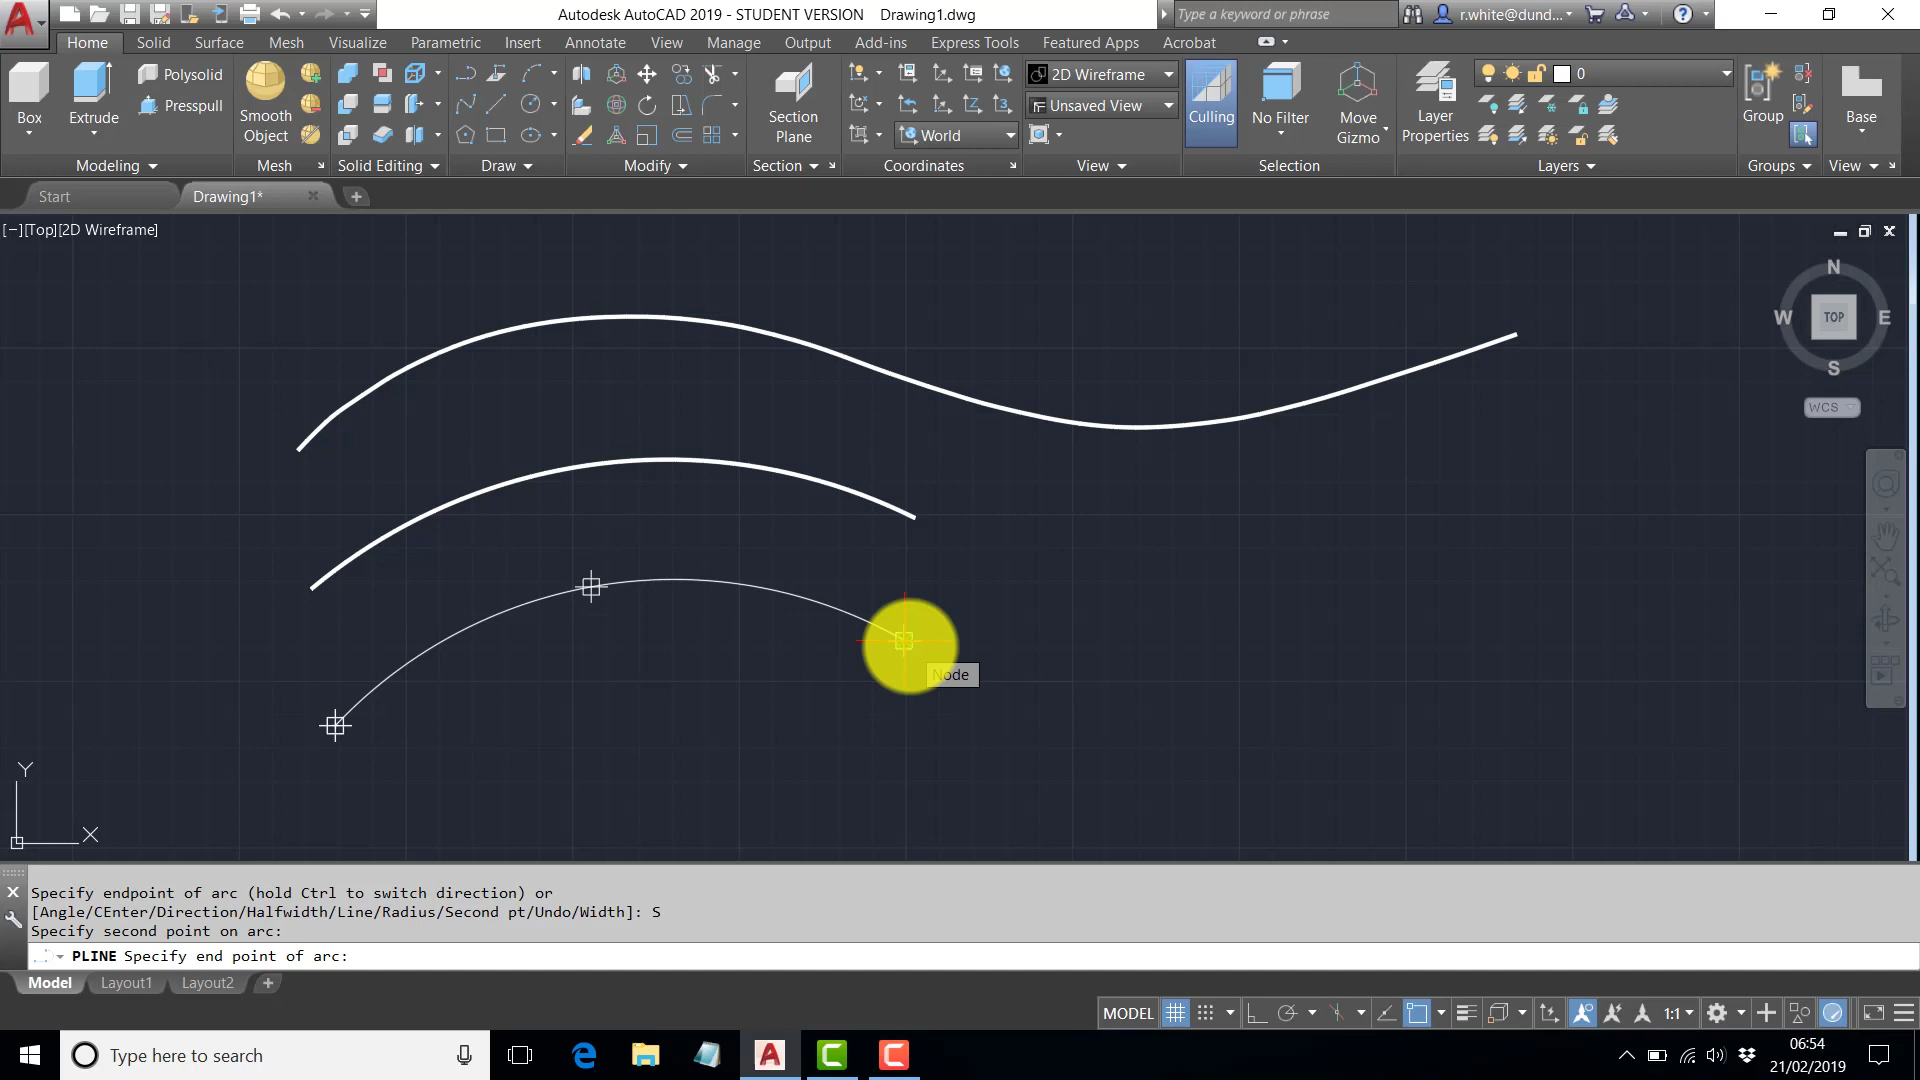 Autodesk AutoCAD 2019 - STUDENT VERSION Drawing1.dwg
Type a keyword or phrase
r.white@dund...
Home Solid Surface Mesh Visualize Parametric Insert Annotate View Manage Output Add-ins Express Tools Featured Apps Acrobat
Box
Extrude
Polysolid
Presspull
Smooth
Object
Section
Plane
World
2D Wireframe
Unsaved View
Culling
No Filter
Move
Gizmo
Layer
Properties
0
Group
Base
Modeling Mesh Solid Editing Draw Modify Section Coordinates View Selection Layers Groups View
Start Drawing1*
[−][Top][2D Wireframe]
N
W TOP E
S
WCS
Node
Y
X
Specify endpoint of arc (hold Ctrl to switch direction) or
[Angle/CEnter/Direction/Halfwidth/Line/Radius/Second pt/Undo/Width]: S
Specify second point on arc:
PLINE Specify end point of arc:
Model Layout1 Layout2
MODEL 1:1
Type here to search
06:54
21/02/2019